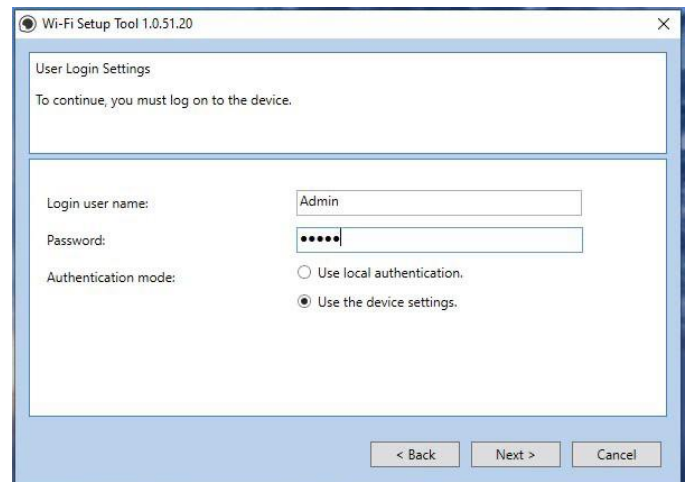 Wi-Fi Setup Tool 1.0.51.20
User Login Settings
To continue, you must log on to the device.
Login user name: Admin
Password: •••••
Authentication mode: Use local authentication.
Use the device settings.
< Back Next > Cancel